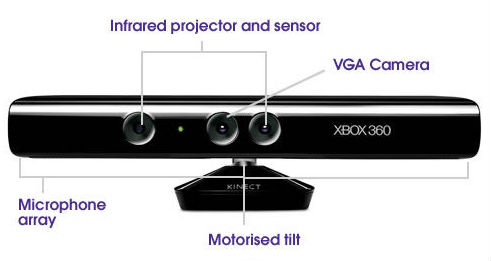 Infrared projector and sensor
VGA Camera
XBOX 360
KINECT
Microphone
array
Motorised tilt